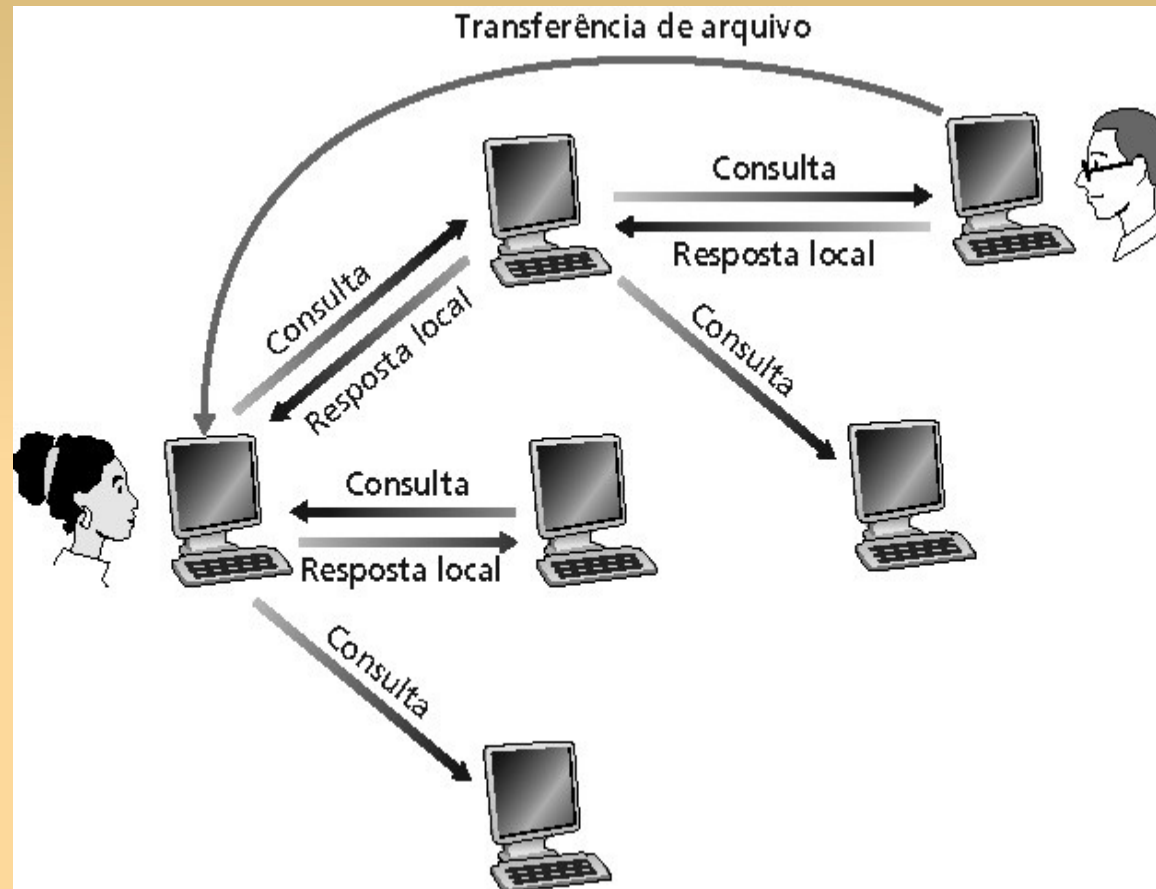 Transferência de arquivo
Consulta
Resposta local
Consulta
Resposta local
Consulta
Consulta
Resposta local
Consulta